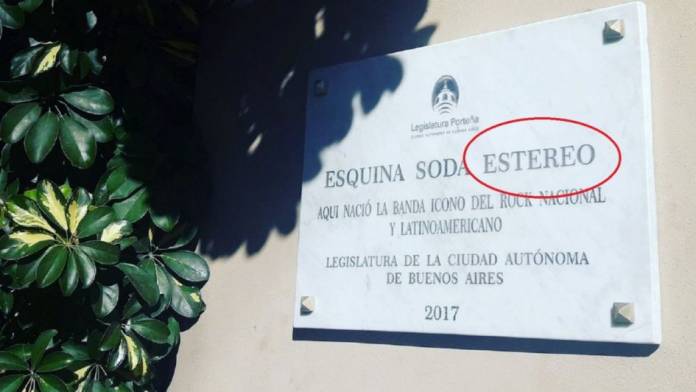 Legislatura Porteña
ESQUINA SODA ESTEREO
AQUI NACIÓ LA BANDA ICONO DEL ROCK NACIONAL
Y LATINOAMERICANO
LEGISLATURA DE LA CIUDAD AUTÓNOMA
DE BUENOS AIRES
2017